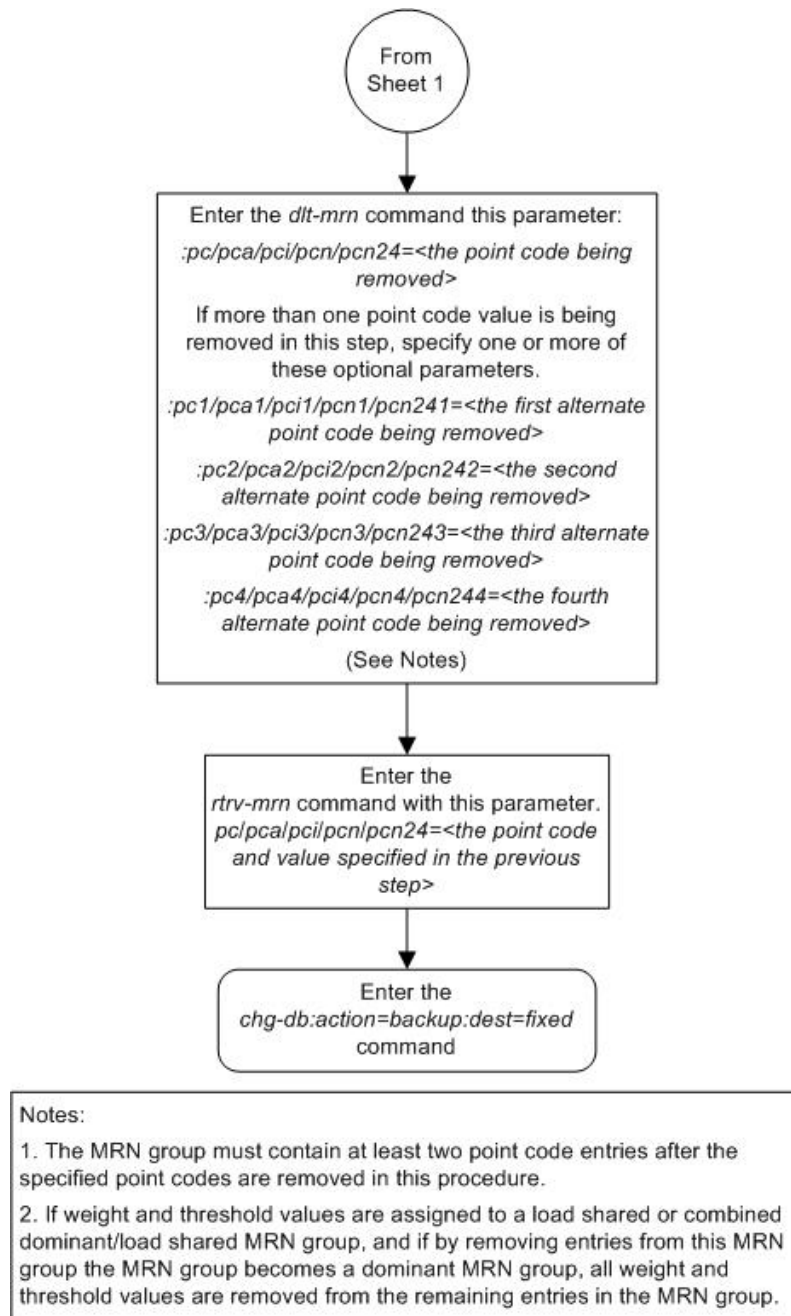 From
Sheet 1
Enter the dlt-mrn command this parameter:
:pc/pca/pci/pcn/pcn24=<the point code being
removed>
If more than one point code value is being
removed in this step, specify one or more of
these optional parameters.
:pc1/pca1/pci1/pcn1/pcn241=<the first alternate
point code being removed>
:pc2/pca2/pci2/pcn2/pcn242=<the second
alternate point code being removed>
:pc3/pca3/pci3/pcn3/pcn243=<the third alternate
point code being removed>
:pc4/pca4/pci4/pcn4/pcn244=<the fourth
alternate point code being removed>
(See Notes)
Enter the
rtrv-mrn command with this parameter.
pc/pca/pci/pcn/pcn24=<the point code
and value specified in the previous
step>
Enter the
chg-db:action=backup:dest=fixed
command
Notes:
1. The MRN group must contain at least two point code entries after the
specified point codes are removed in this procedure.
2. If weight and threshold values are assigned to a load shared or combined
dominant/load shared MRN group, and if by removing entries from this MRN
group the MRN group becomes a dominant MRN group, all weight and
threshold values are removed from the remaining entries in the MRN group.